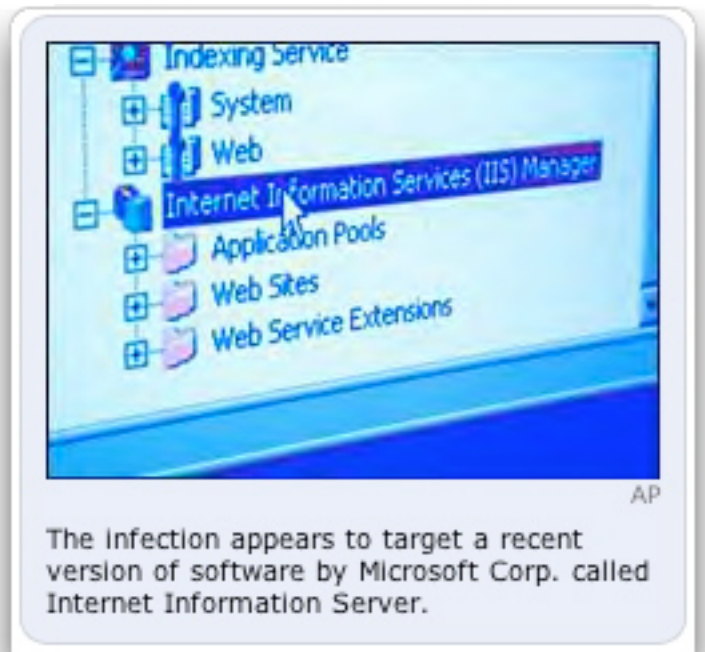 Indexing Service
System
Web
Internet Information Services (IIS) Manager
Application Pools
Web Sites
Web Service Extensions
AP
The infection appears to target a recent
version of software by Microsoft Corp. called
Internet Information Server.